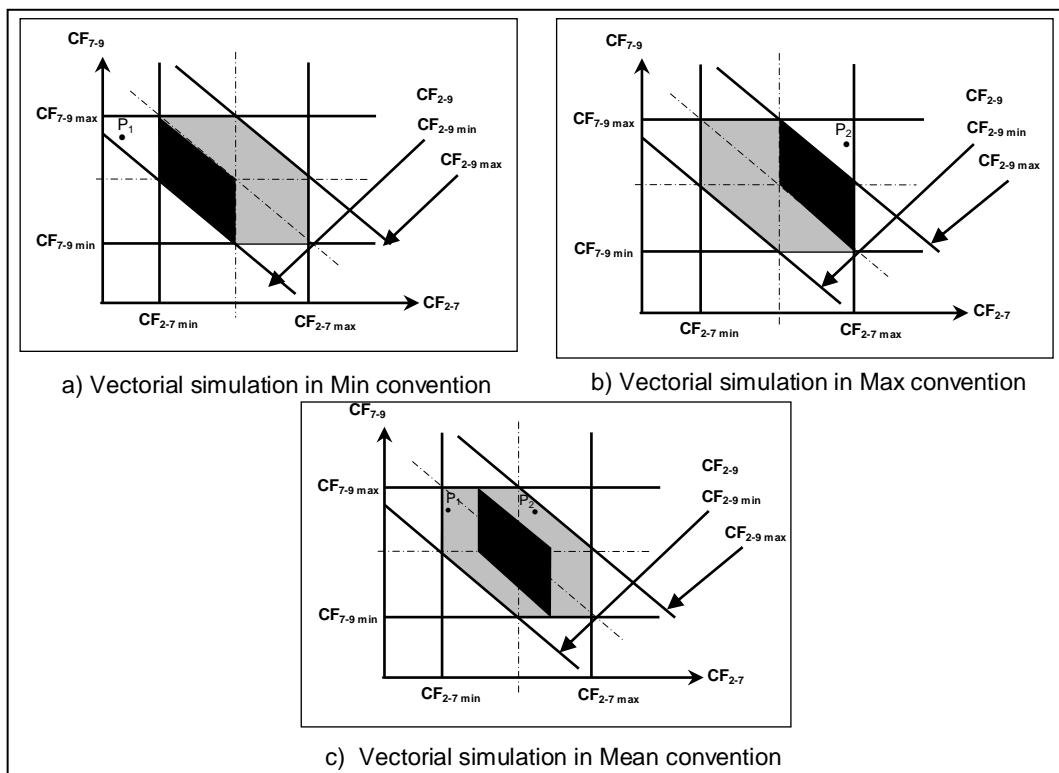 CF7-9
CF7-9 max
P1
CF7-9 min
CF2-9
CF2-9 min
CF2-9 max
CF2-7
CF2-7 min
CF2-7 max
a) Vectorial simulation in Min convention
CF7-9
CF7-9 max
P2
CF7-9 min
CF2-9
CF2-9 min
CF2-9 max
CF2-7
CF2-7 min
CF2-7 max
b) Vectorial simulation in Max convention
CF7-9
CF7-9 max
P1
P2
CF7-9 min
CF2-9
CF2-9 min
CF2-9 max
CF2-7
CF2-7 min
CF2-7 max
c) Vectorial simulation in Mean convention